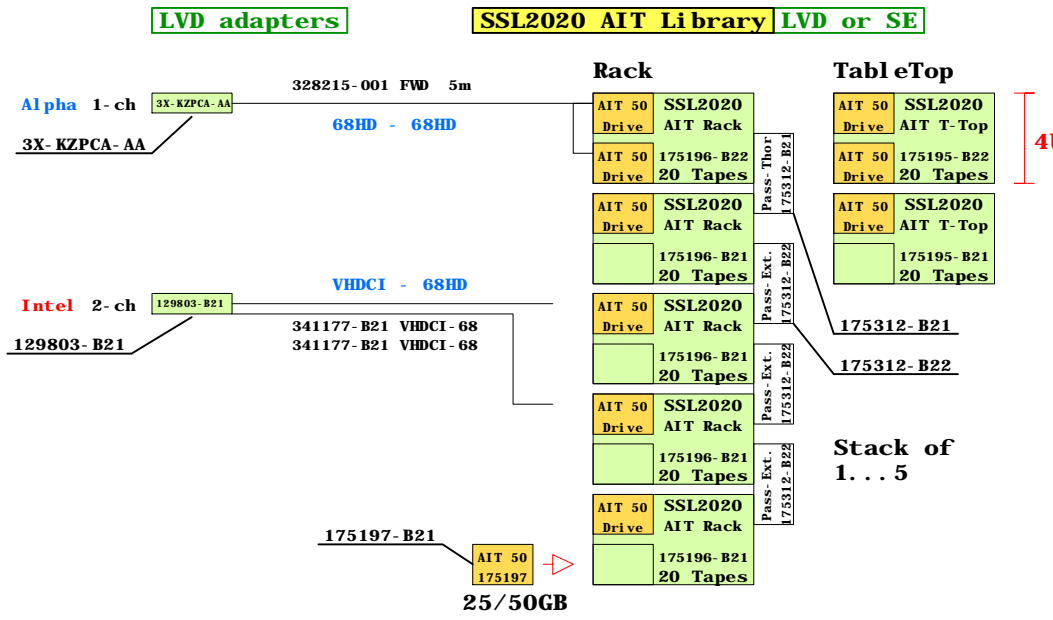 LVD adapters
SSL2020 AIT Library
LVD or SE
Rack
TableTop
328215-001 FWD 5m
68HD - 68HD
Alpha 1-ch
3X-KZPCA-AA
3X-KZPCA-AA
AIT 50
Drive
SSL2020
AIT Rack
AIT 50
Drive
175196-B22
20 Tapes
Pass-Thor
175312-B21
AIT 50
Drive
SSL2020
AIT T-Top
AIT 50
Drive
175195-B22
20 Tapes
AIT 50
Drive
SSL2020
AIT Rack
175196-B21
20 Tapes
Pass-Ext.
175312-B22
AIT 50
Drive
SSL2020
AIT T-Top
175195-B21
20 Tapes
VHDCI - 68HD
Intel 2-ch
129803-B21
129803-B21
341177-B21 VHDCI-68
341177-B21 VHDCI-68
AIT 50
Drive
SSL2020
AIT Rack
175196-B21
20 Tapes
Pass-Ext.
175312-B22
175312-B21
175312-B22
AIT 50
Drive
SSL2020
AIT Rack
175196-B21
20 Tapes
Pass-Ext.
175312-B22
Stack of
1...5
AIT 50
Drive
SSL2020
AIT Rack
175196-B21
20 Tapes
175197-B21
AIT 50
175197
25/50GB